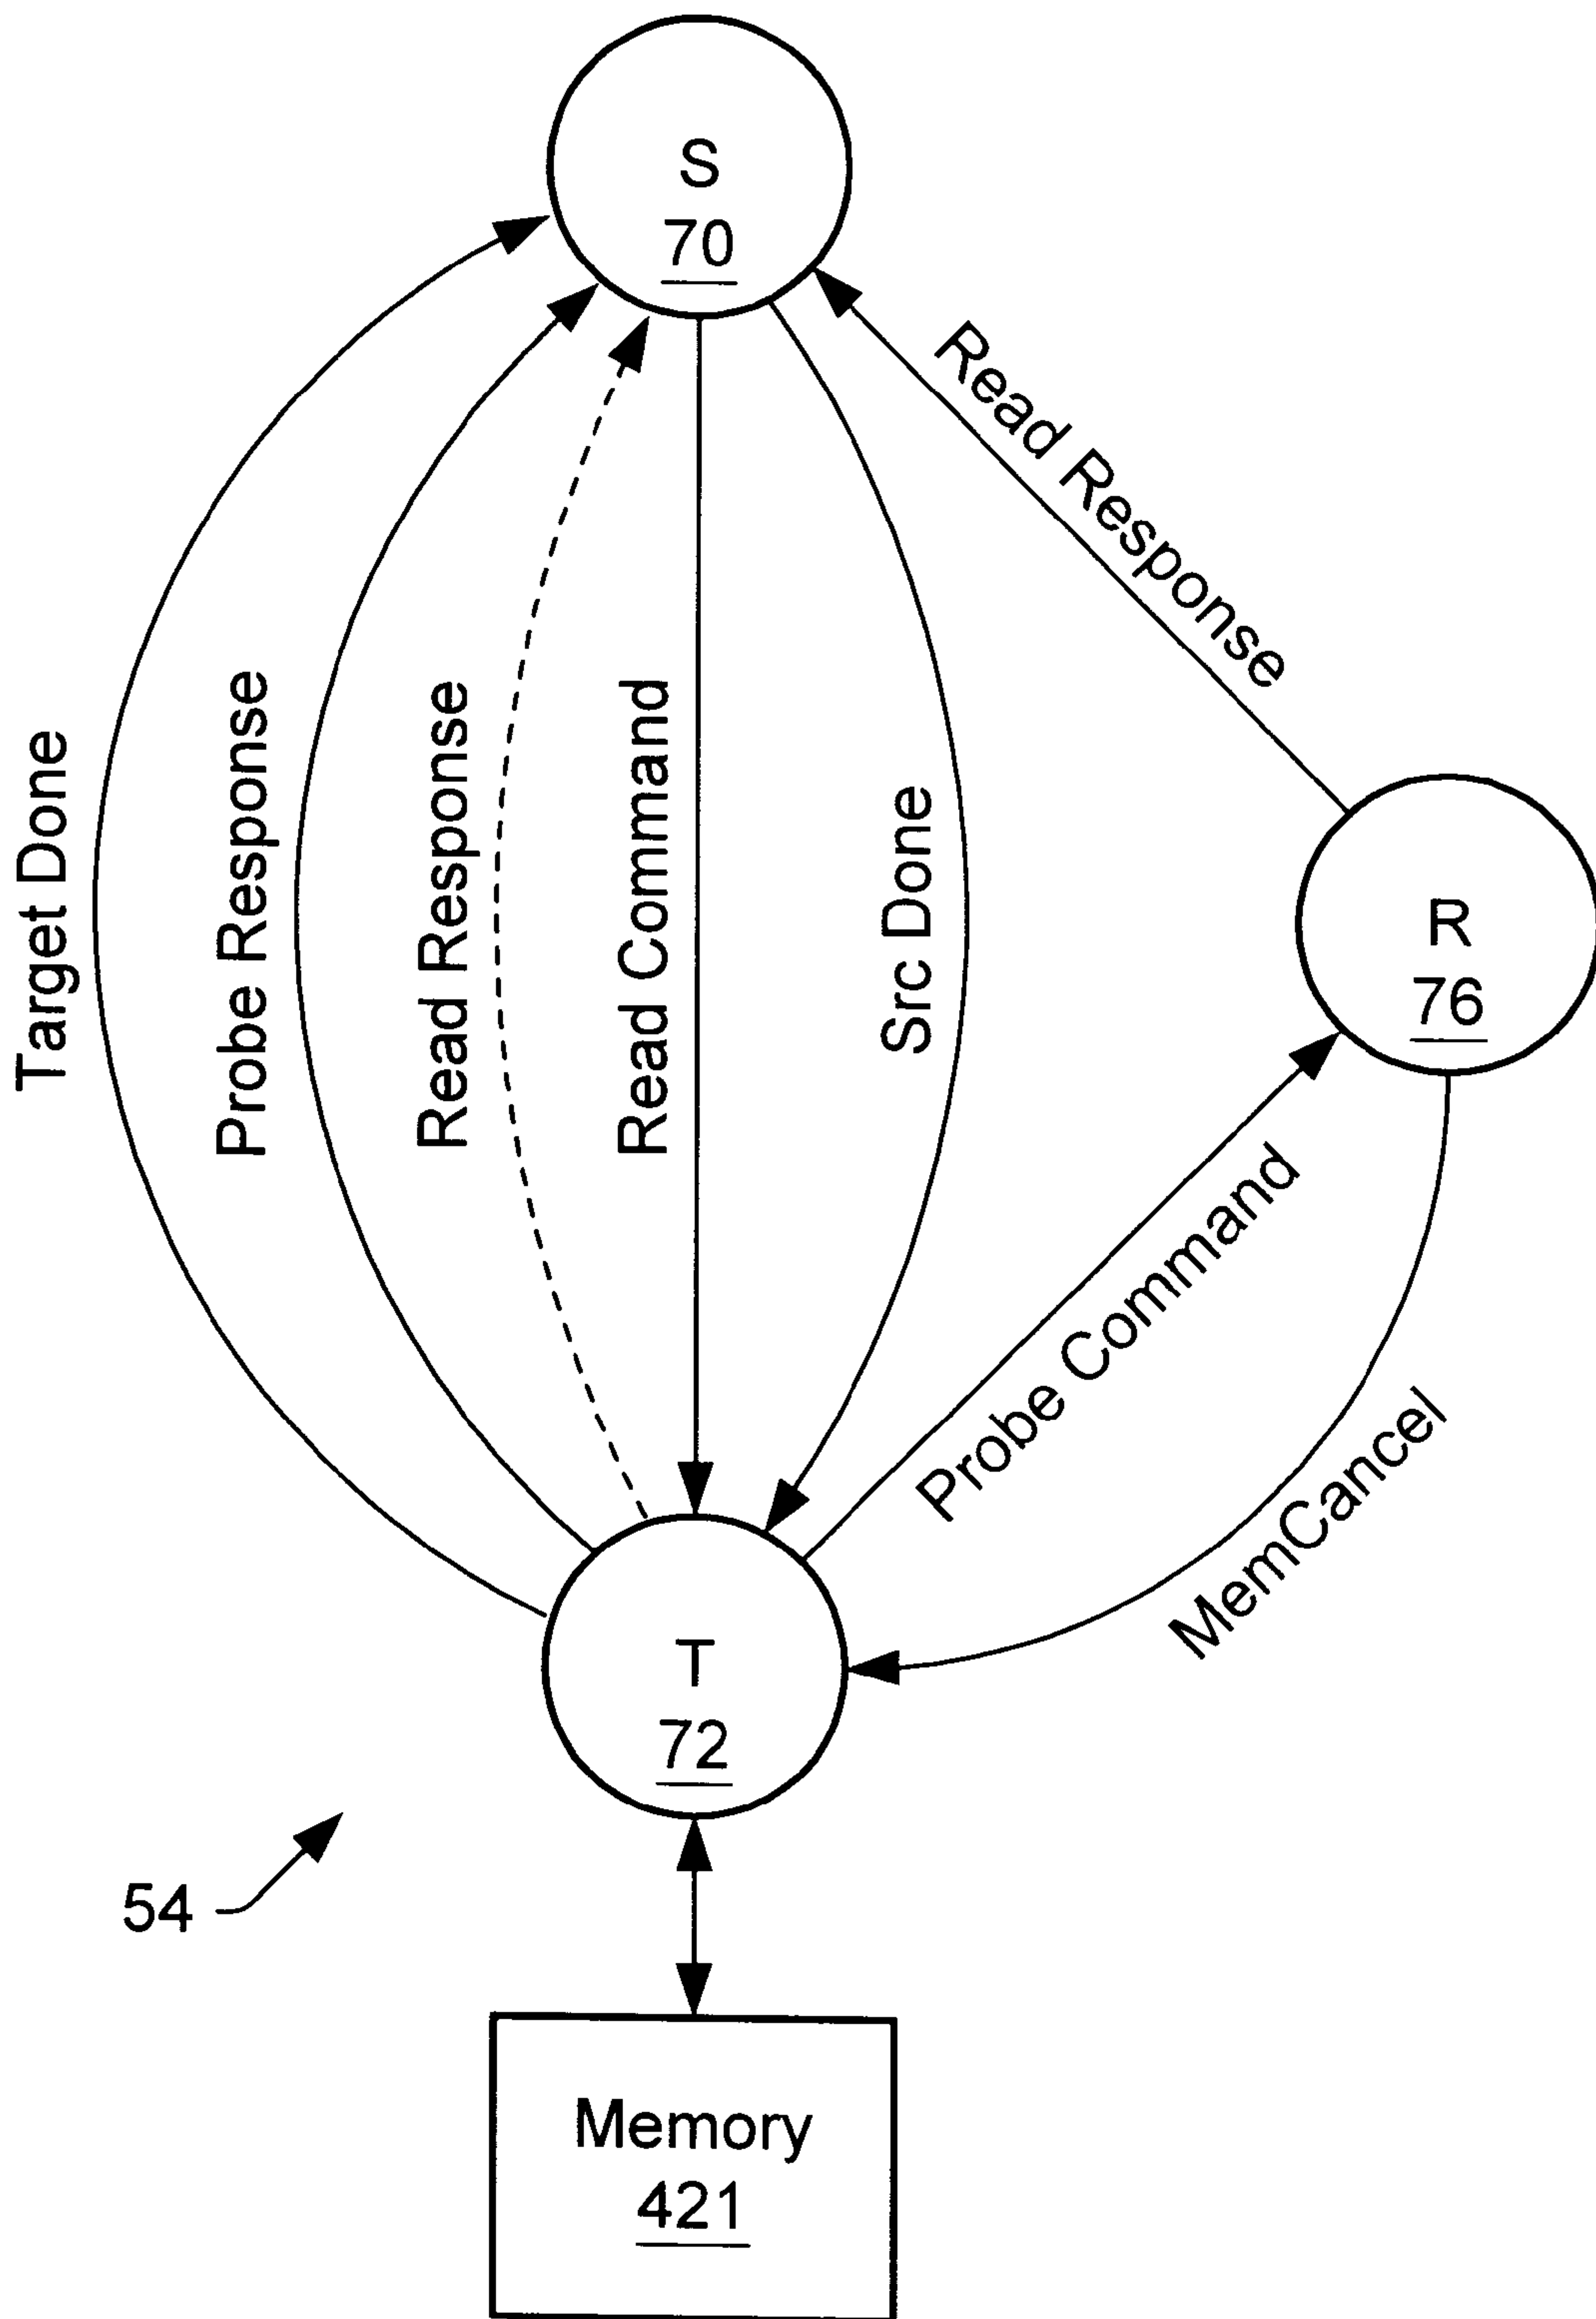 S
70
Read Response
Target Done
Probe Response
Read Response
Read Command
Src Done
R
76
Probe Command
MemCancel
T
72
54
Memory
421